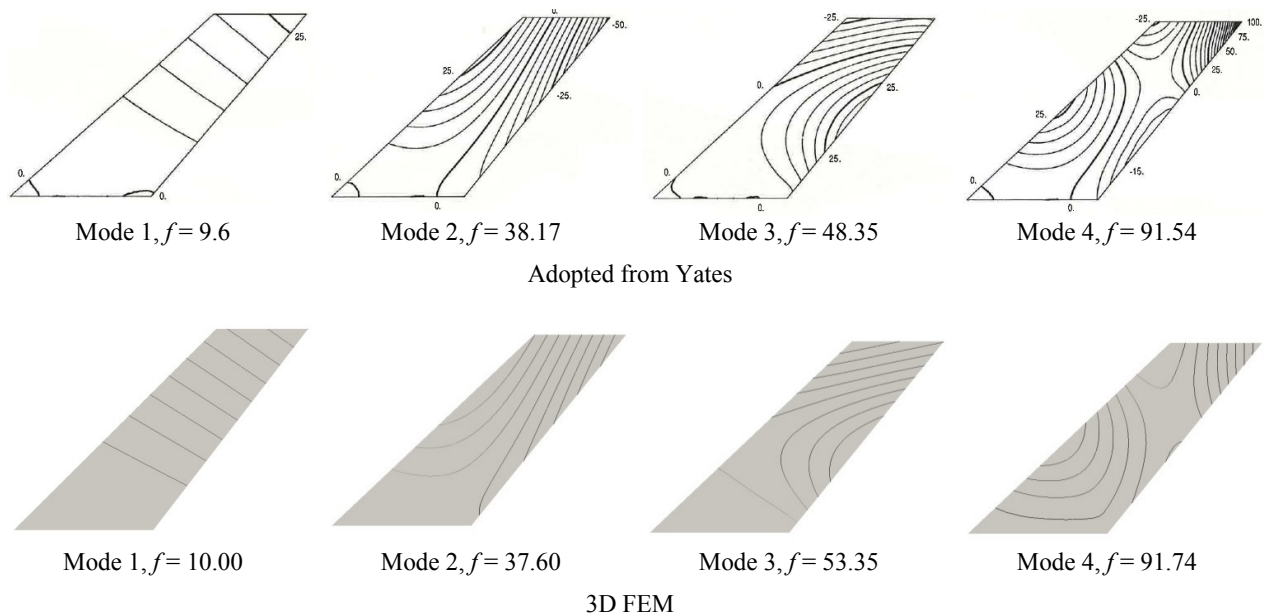 25.
0.
0.
Mode 1, f = 9.6
0.
-50.
25.
-25.
0.
0.
Mode 2, f = 38.17
-25.
0.
25.
25.
0.
0.
Mode 3, f = 48.35
-25.
100.
75.
50.
25.
0.
25.
-15.
0.
0.
Mode 4, f = 91.54
Adopted from Yates
Mode 1, f = 10.00
Mode 2, f = 37.60
Mode 3, f = 53.35
Mode 4, f = 91.74
3D FEM